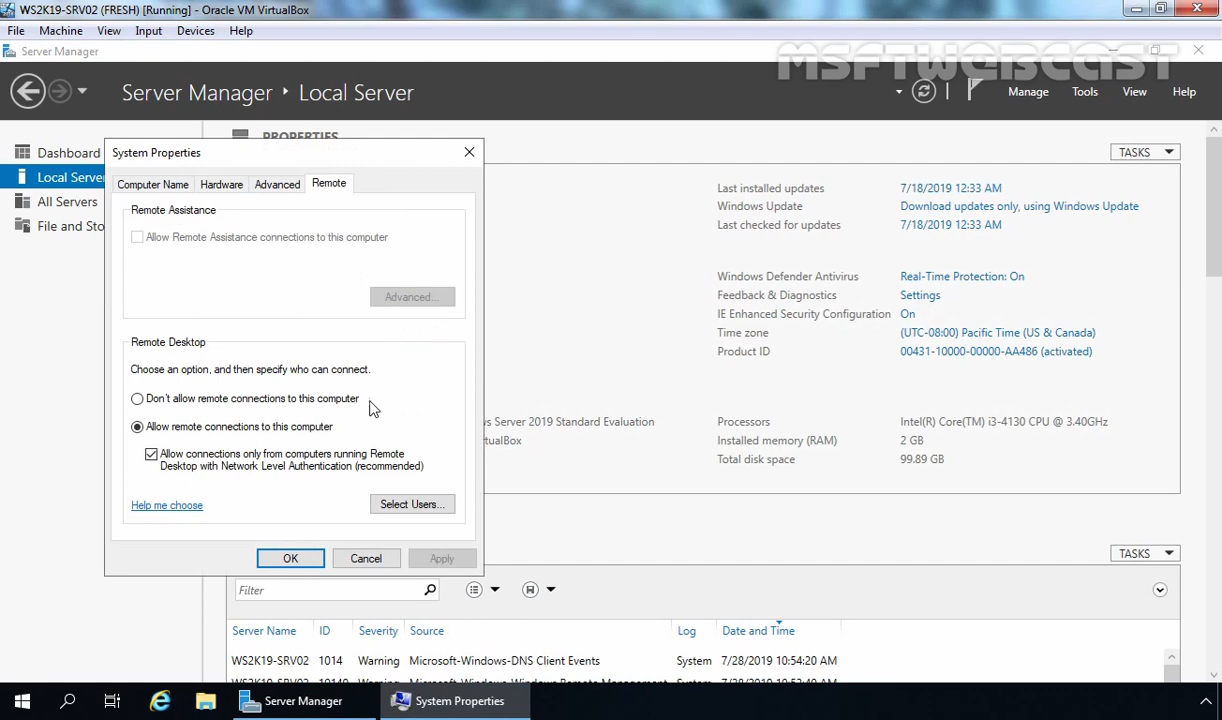 WS2K19-SRV02 (FRESH) [Running] - Oracle VM VirtualBox
File Machine View Input Devices Help
Server Manager
MSFTWEBCAST
Server Manager Local Server
Manage Tools View Help
Dashboard
Local Server
All Servers
File and Sto
PROPERTIES
TASKS
System Properties
Computer Name Hardware Advanced Remote
Remote Assistance
Allow Remote Assistance connections to this computer
Advanced...
Remote Desktop
Choose an option, and then specify who can connect.
Don't allow remote connections to this computer
Allow remote connections to this computer
Allow connections only from computers running Remote
Desktop with Network Level Authentication (recommended)
Help me choose
Select Users...
OK Cancel Apply
Last installed updates 7/18/2019 12:33 AM
Windows Update Download updates only, using Windows Update
Last checked for updates 7/18/2019 12:33 AM
Windows Defender Antivirus Real-Time Protection: On
Feedback & Diagnostics Settings
IE Enhanced Security Configuration On
Time zone (UTC-08:00) Pacific Time (US & Canada)
Product ID 00431-10000-00000-AA486 (activated)
ws Server 2019 Standard Evaluation Processors Intel(R) Core(TM) i3-4130 CPU @ 3.40GHz
tualBox Installed memory (RAM) 2 GB
Total disk space 99.89 GB
TASKS
Filter
Server Name ID Severity Source Log Date and Time
WS2K19-SRV02 1014 Warning Microsoft-Windows-DNS Client Events System 7/28/2019 10:54:20 AM
Server Manager System Properties